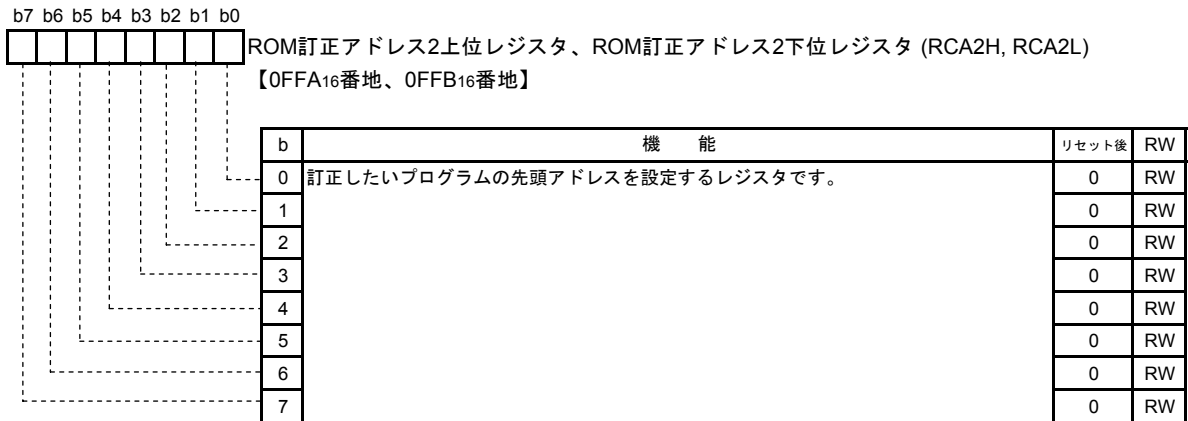 b7 b6 b5 b4 b3 b2 b1 b0
ROM訂正アドレス2上位レジスタ、ROM訂正アドレス2下位レジスタ (RCA2H, RCA2L)
【0FFA16番地、0FFB16番地】
b 機 能 リセット後 RW
0 訂正したいプログラムの先頭アドレスを設定するレジスタです。 0 RW
1 0 RW
2 0 RW
3 0 RW
4 0 RW
5 0 RW
6 0 RW
7 0 RW